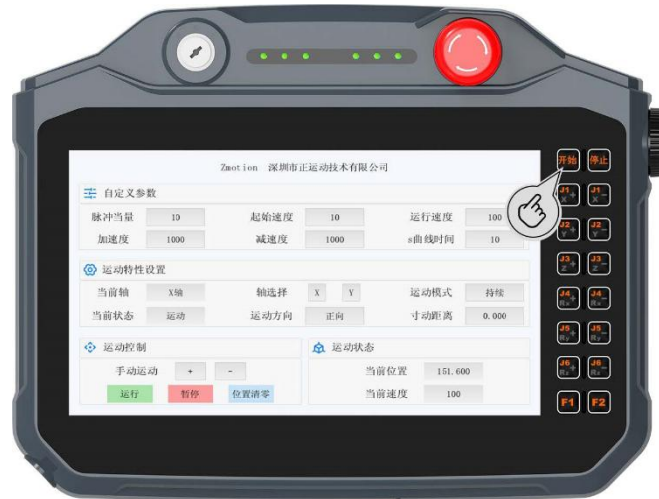 Zmotion 深圳市正运动技术有限公司
自定义参数
脉冲当量 10 起始速度 10 运行速度 100
加速度 1000 减速度 1000 s曲线时间 10
运动特性设置
当前轴 X轴 轴选择 X Y 运动模式 持续
当前状态 运动 运动方向 正向 寸动距离 0.000
运动控制 运动状态
手动运动 + - 当前位置 151.600
运行 暂停 位置清零 当前速度 100
开始 停止
J1 X+ J1 X-
J2 Y+ J2 Y-
J3 Z+ J3 Z-
J4 Rx+ J4 Rx-
J5 Ry+ J5 Ry-
J6 Rz+ J6 Rz-
F1 F2